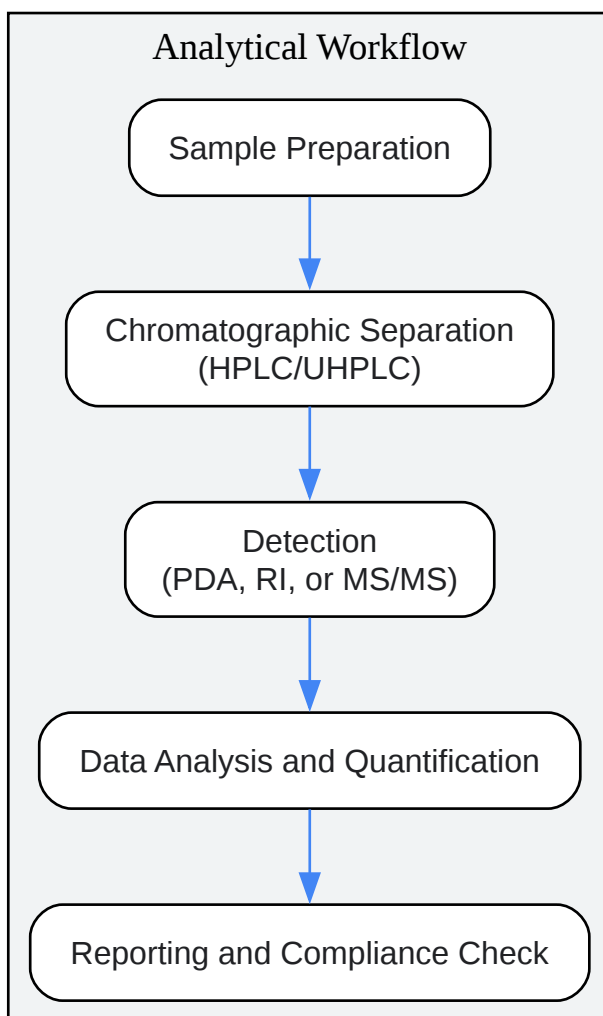 Analytical Workflow
Sample Preparation
Chromatographic Separation
(HPLC/UHPLC)
Detection
(PDA, RI, or MS/MS)
Data Analysis and Quantification
Reporting and Compliance Check